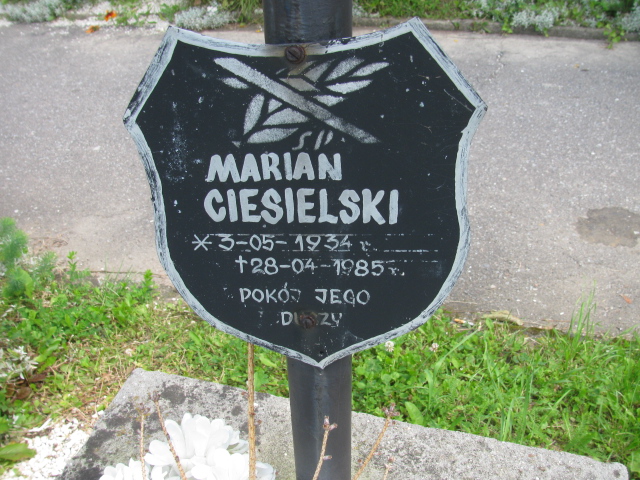 Ś.P.
MARIAN
CIESIELSKI
* 3-05-1934 r.
† 28-04-1985 r.
POKÓJ JEGO
DUSZY